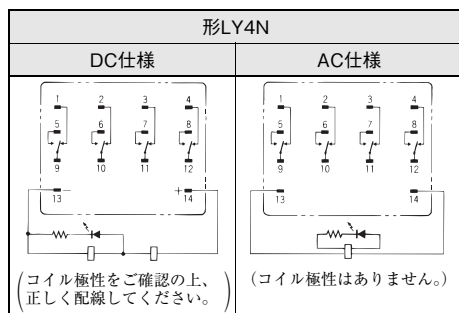 形LY4N
DC仕様
AC仕様
1 2 3 4
5 6 7 8
9 10 11 12
13 − + 14
1 2 3 4
5 6 7 8
9 10 11 12
13 14
(コイル極性をご確認の上、
正しく配線してください。)
(コイル極性はありません。)